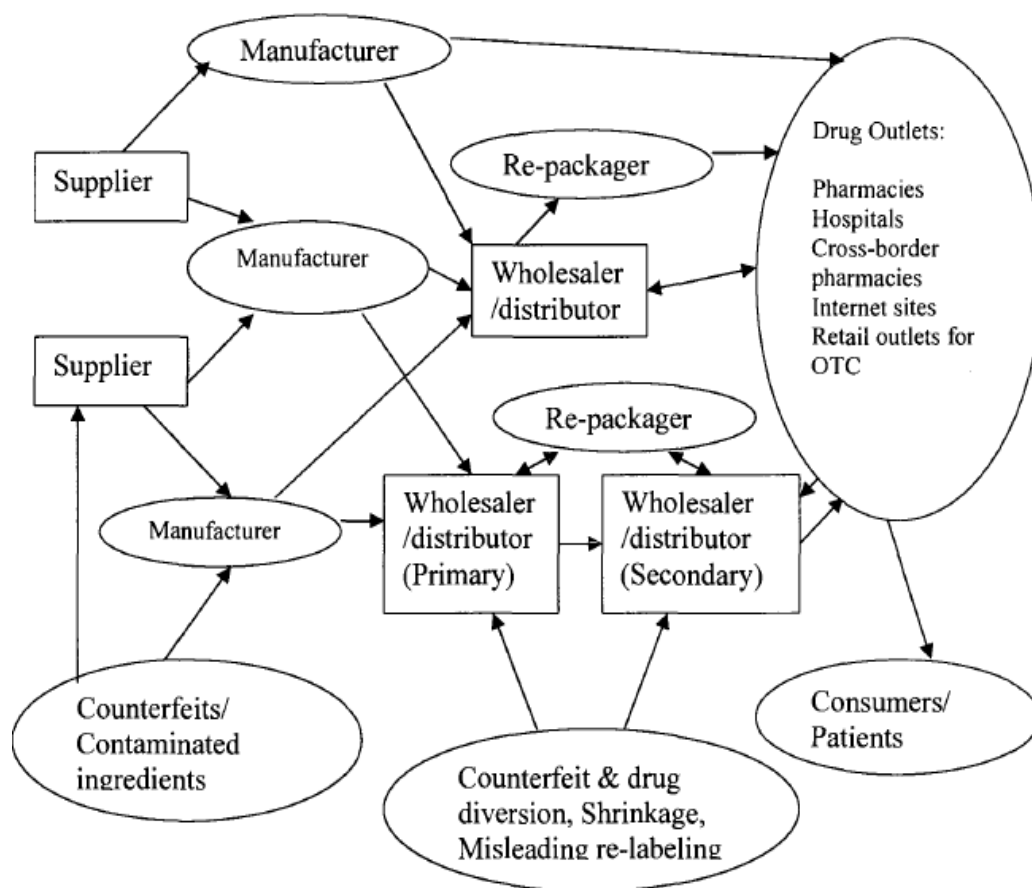 Manufacturer
Supplier
Re-packager
Manufacturer
Wholesaler
/distributor
Drug Outlets:
Pharmacies
Hospitals
Cross-border
pharmacies
Internet sites
Retail outlets for
OTC
Supplier
Re-packager
Manufacturer
Wholesaler
/distributor
(Primary)
Wholesaler
/distributor
(Secondary)
Counterfeits/
Contaminated
ingredients
Counterfeit & drug
diversion, Shrinkage,
Misleading re-labeling
Consumers/
Patients